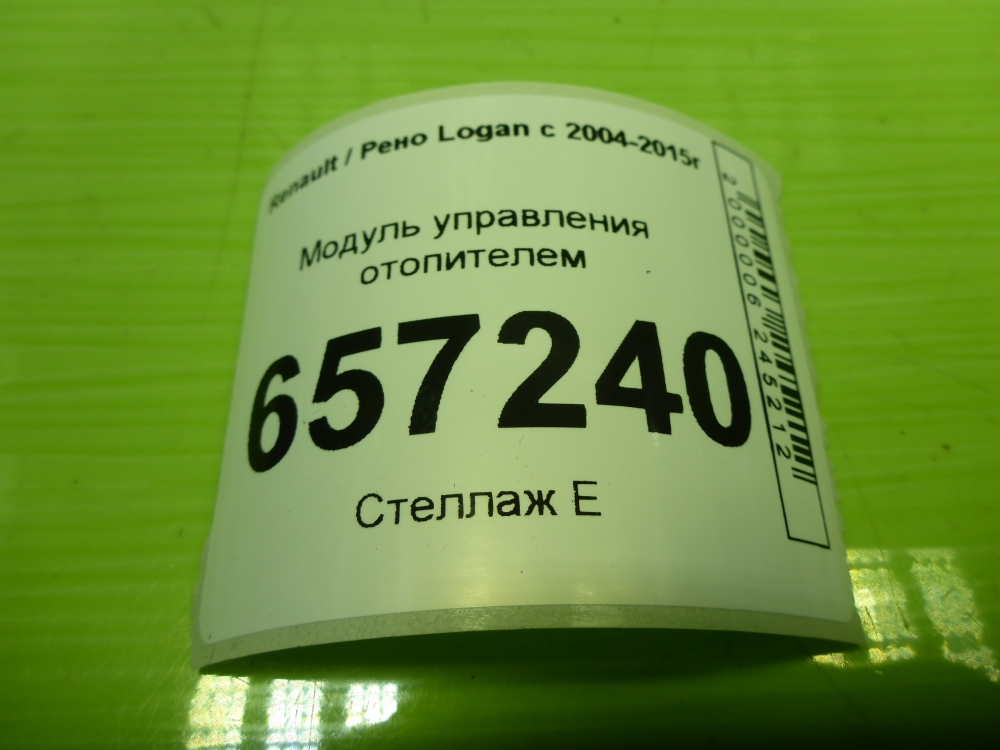 Renault / Рено Logan с 2004-2015г
Модуль управления
отопителем
657240
Стеллаж Е
2000006245212